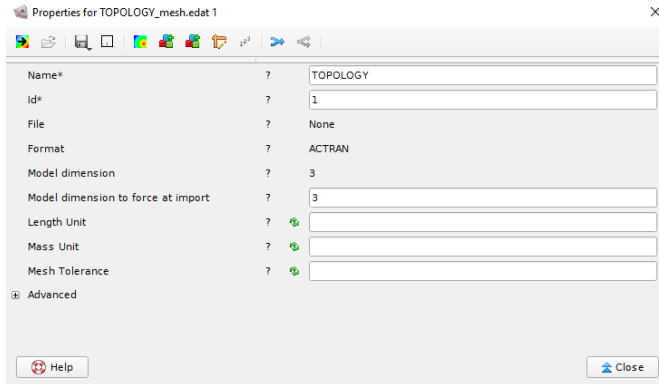 Properties for TOPOLOGY_mesh.edat 1
Name* ? TOPOLOGY
Id* ? 1
File ? None
Format ? ACTRAN
Model dimension ? 3
Model dimension to force at import ? 3
Length Unit ?
Mass Unit ?
Mesh Tolerance ?
Advanced
Help Close